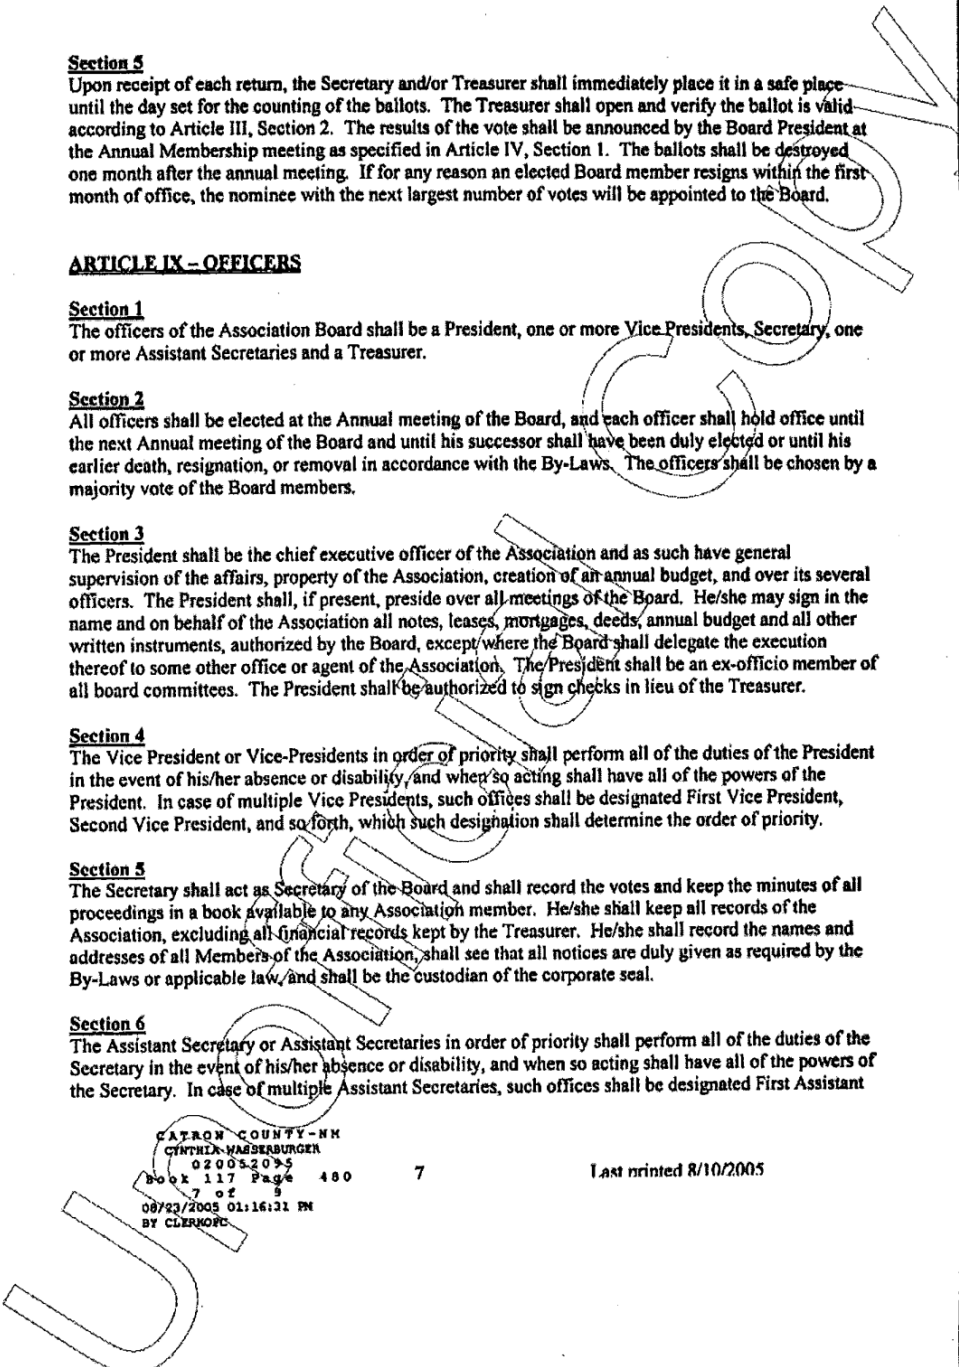 Section 5
Upon receipt of each return, the Secretary and/or Treasurer shall immediately place it in a safe place
until the day set for the counting of the ballots. The Treasurer shall open and verify the ballot is valid
according to Article III, Section 2. The results of the vote shall be announced by the Board President at
the Annual Membership meeting as specified in Article IV, Section 1. The ballots shall be destroyed
one month after the annual meeting. If for any reason an elected Board member resigns within the first
month of office, the nominee with the next largest number of votes will be appointed to the Board.
ARTICLE IX – OFFICERS
Section 1
The officers of the Association Board shall be a President, one or more Vice Presidents, Secretary, one
or more Assistant Secretaries and a Treasurer.
Section 2
All officers shall be elected at the Annual meeting of the Board, and each officer shall hold office until
the next Annual meeting of the Board and until his successor shall have been duly elected or until his
earlier death, resignation, or removal in accordance with the By-Laws. The officers shall be chosen by a
majority vote of the Board members.
Section 3
The President shall be the chief executive officer of the Association and as such have general
supervision of the affairs, property of the Association, creation of an annual budget, and over its several
officers. The President shall, if present, preside over all meetings of the Board. He/she may sign in the
name and on behalf of the Association all notes, leases, mortgages, deeds, annual budget and all other
written instruments, authorized by the Board, except where the Board shall delegate the execution
thereof to some other office or agent of the Association. The President shall be an ex-officio member of
all board committees. The President shall be authorized to sign checks in lieu of the Treasurer.
Section 4
The Vice President or Vice-Presidents in order of priority shall perform all of the duties of the President
in the event of his/her absence or disability, and when so acting shall have all of the powers of the
President. In case of multiple Vice Presidents, such offices shall be designated First Vice President,
Second Vice President, and so forth, which such designation shall determine the order of priority.
Section 5
The Secretary shall act as Secretary of the Board and shall record the votes and keep the minutes of all
proceedings in a book available to any Association member. He/she shall keep all records of the
Association, excluding all financial records kept by the Treasurer. He/she shall record the names and
addresses of all Members of the Association, shall see that all notices are duly given as required by the
By-Laws or applicable law, and shall be the custodian of the corporate seal.
Section 6
The Assistant Secretary or Assistant Secretaries in order of priority shall perform all of the duties of the
Secretary in the event of his/her absence or disability, and when so acting shall have all of the powers of
the Secretary. In case of multiple Assistant Secretaries, such offices shall be designated First Assistant
CATRON COUNTY-NM
CYNTHIA WASSERBURGER
020052095
Book 117 Page 480
7 of 9
08/23/2005 01:16:31 PM
BY CLERKOFC
7
Last printed 8/10/2005
Unofficial Copy